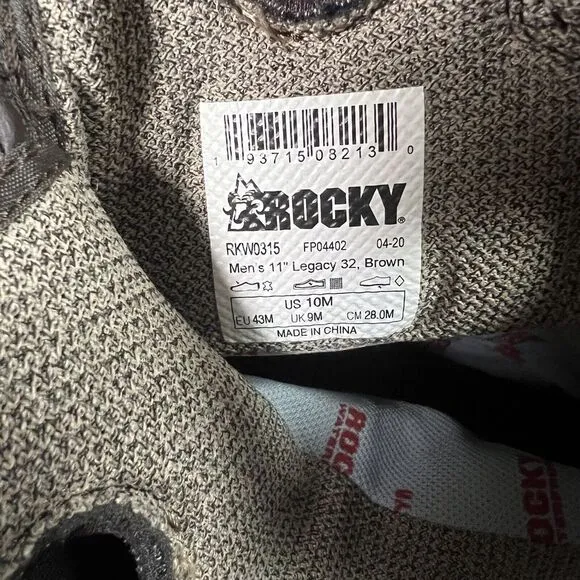 1 93715 08213 0
ROCKY®
RKW0315 FP04402 04-20
Men's 11" Legacy 32, Brown
US 10M
EU 43M UK 9M CM 28.0M
MADE IN CHINA
ROCKY